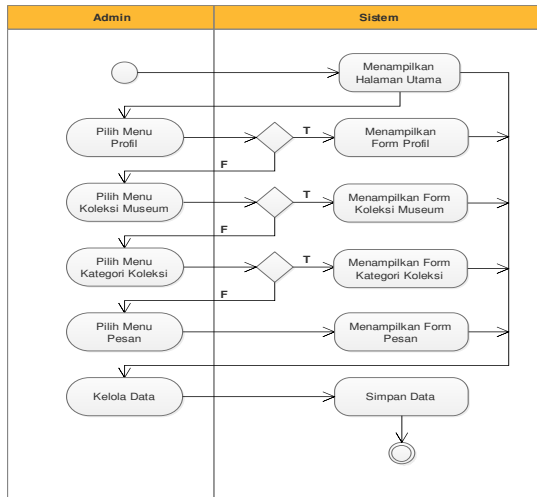 Admin
Sistem
Menampilkan
Halaman Utama
Pilih Menu
Profil
T
Menampilkan
Form Profil
F
Pilih Menu
Koleksi Museum
T
Menampilkan Form
Koleksi Museum
F
Pilih Menu
Kategori Koleksi
T
Menampilkan Form
Kategori Koleksi
F
Pilih Menu
Pesan
Menampilkan Form
Pesan
Kelola Data
Simpan Data